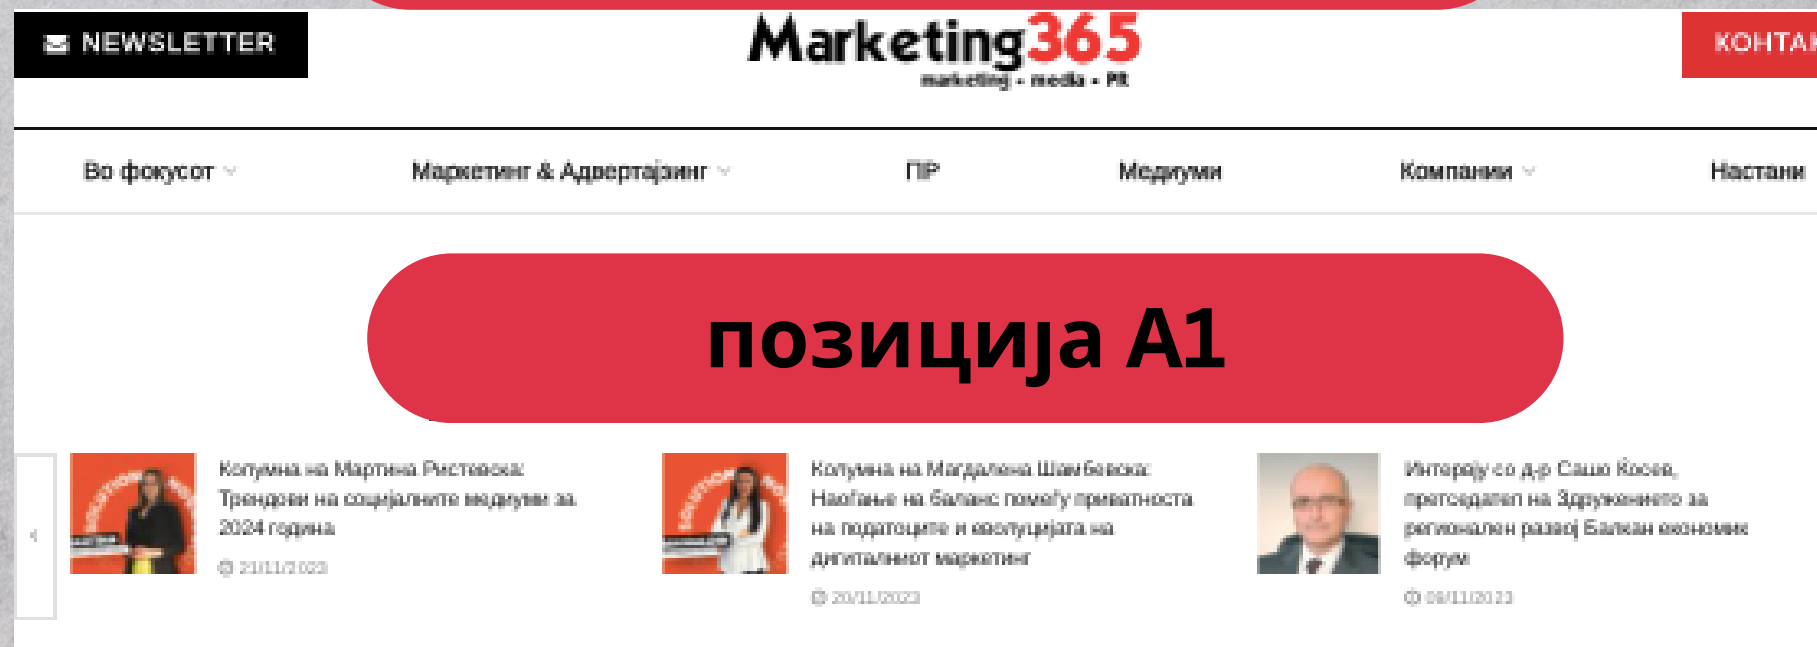 NEWSLETTER
Marketing365
marketing - media - PR
КОНТАК
Во фокусот
Маркетинг & Адвертајзинг
ПР
Медиуми
Компании
Настани
позиција А1
Колумна на Мартина Ристевска:
Трендови на социјалните медиуми за
2024 година
21/11/2023
Колумна на Магдалена Шамбевска:
Наоѓање на баланс помеѓу приватноста
на податоците и еволуцијата на
дигиталниот маркетинг
20/11/2023
Интервју со д-р Сашо Ќосев,
претседател на Здружението за
регионален развој Балкан економик
форум
/11/2023